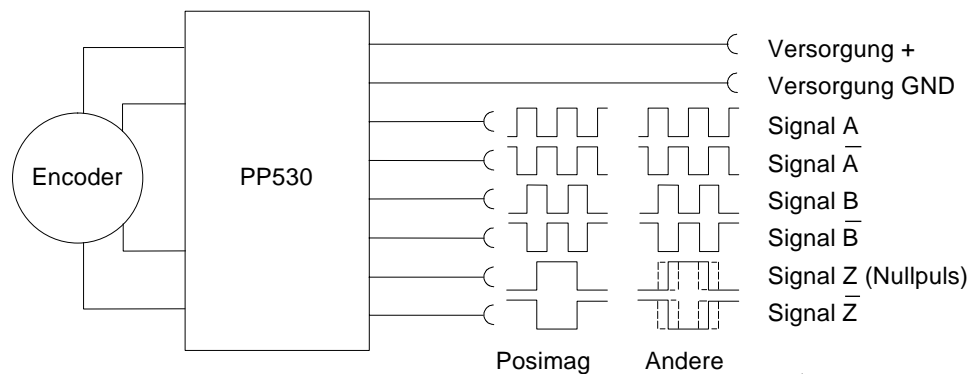 Versorgung +
Versorgung GND
Signal A
Signal A̅
Encoder
PP530
Signal B
Signal B̅
Signal Z (Nullpuls)
Signal Z̅
Posimag
Andere